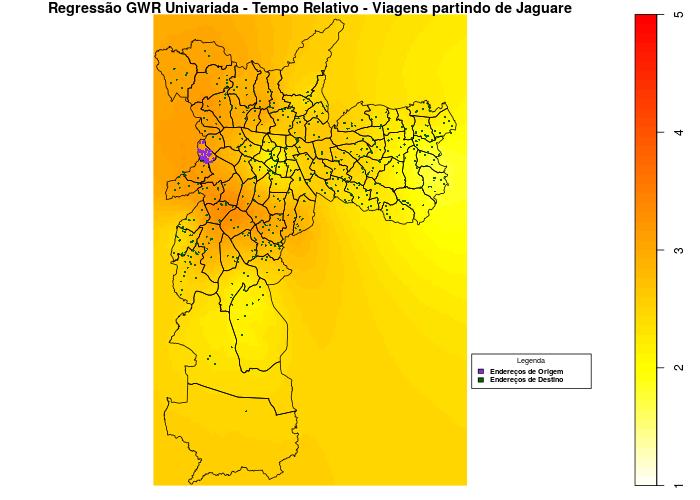 Regressão GWR Univariada - Tempo Relativo - Viagens partindo de Jaguare
5
4
3
2
1
Legenda
Endereços de Origem
Endereços de Destino